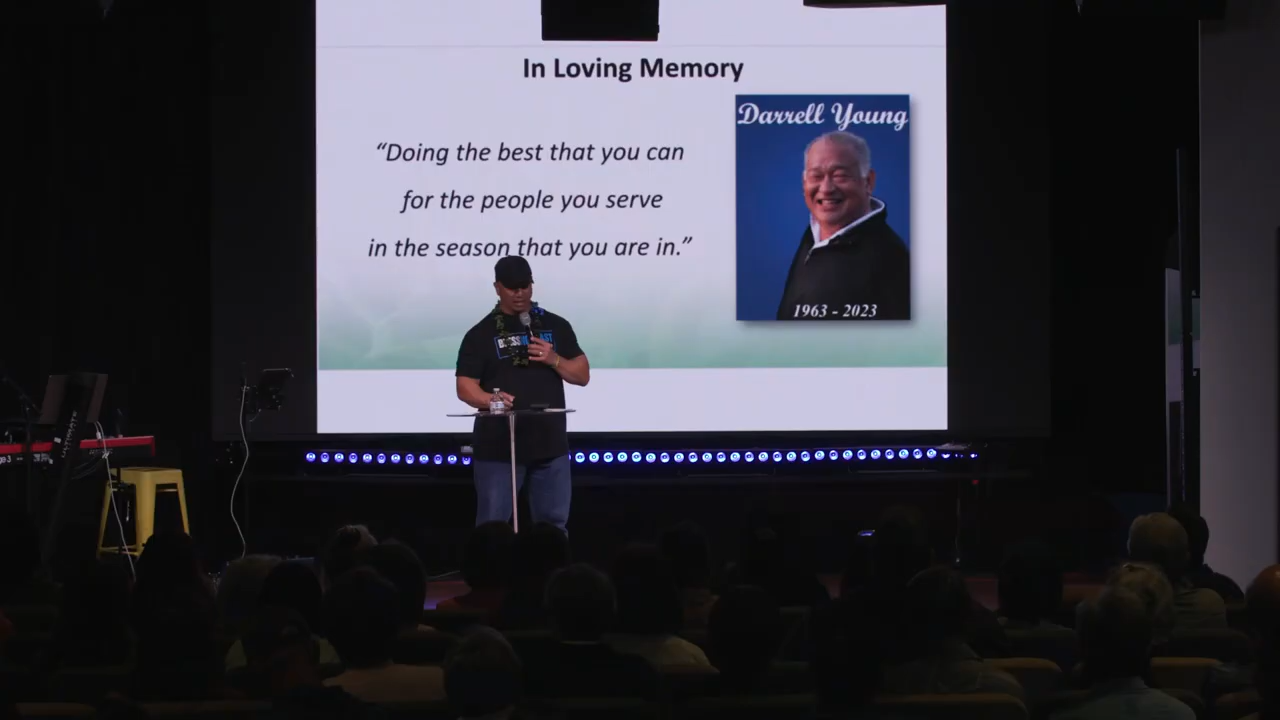 In Loving Memory
Darrell Young
“Doing the best that you can
for the people you serve
in the season that you are in.”
1963 - 2023